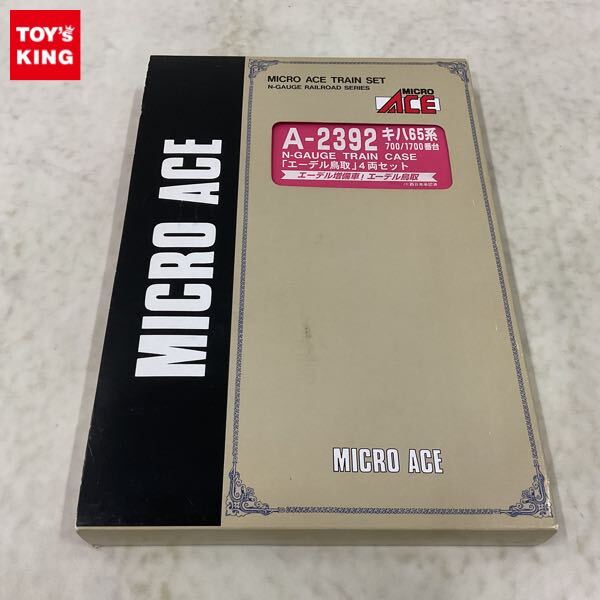 TOY'S
KING
MICRO ACE
MICRO ACE TRAIN SET
N-GAUGE RAILROAD SERIES
MICRO
ACE
A-2392 キハ65系
700/1700番台
N-GAUGE TRAIN CASE
「エーデル鳥取」4両セット
エーデル増備車!エーデル鳥取
MICRO ACE